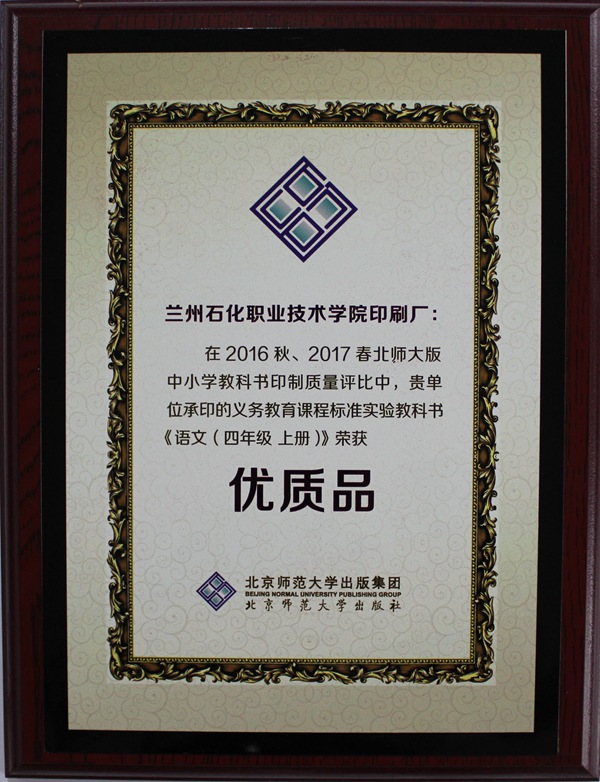 兰州石化职业技术学院印刷厂：
在 2016 秋、2017 春北师大版
中小学教科书印制质量评比中，贵单
位承印的义务教育课程标准实验教科书
《语文（四年级 上册）》荣获
优质品
北京师范大学出版集团
BEIJING NORMAL UNIVERSITY PUBLISHING GROUP
北京师范大学出版社